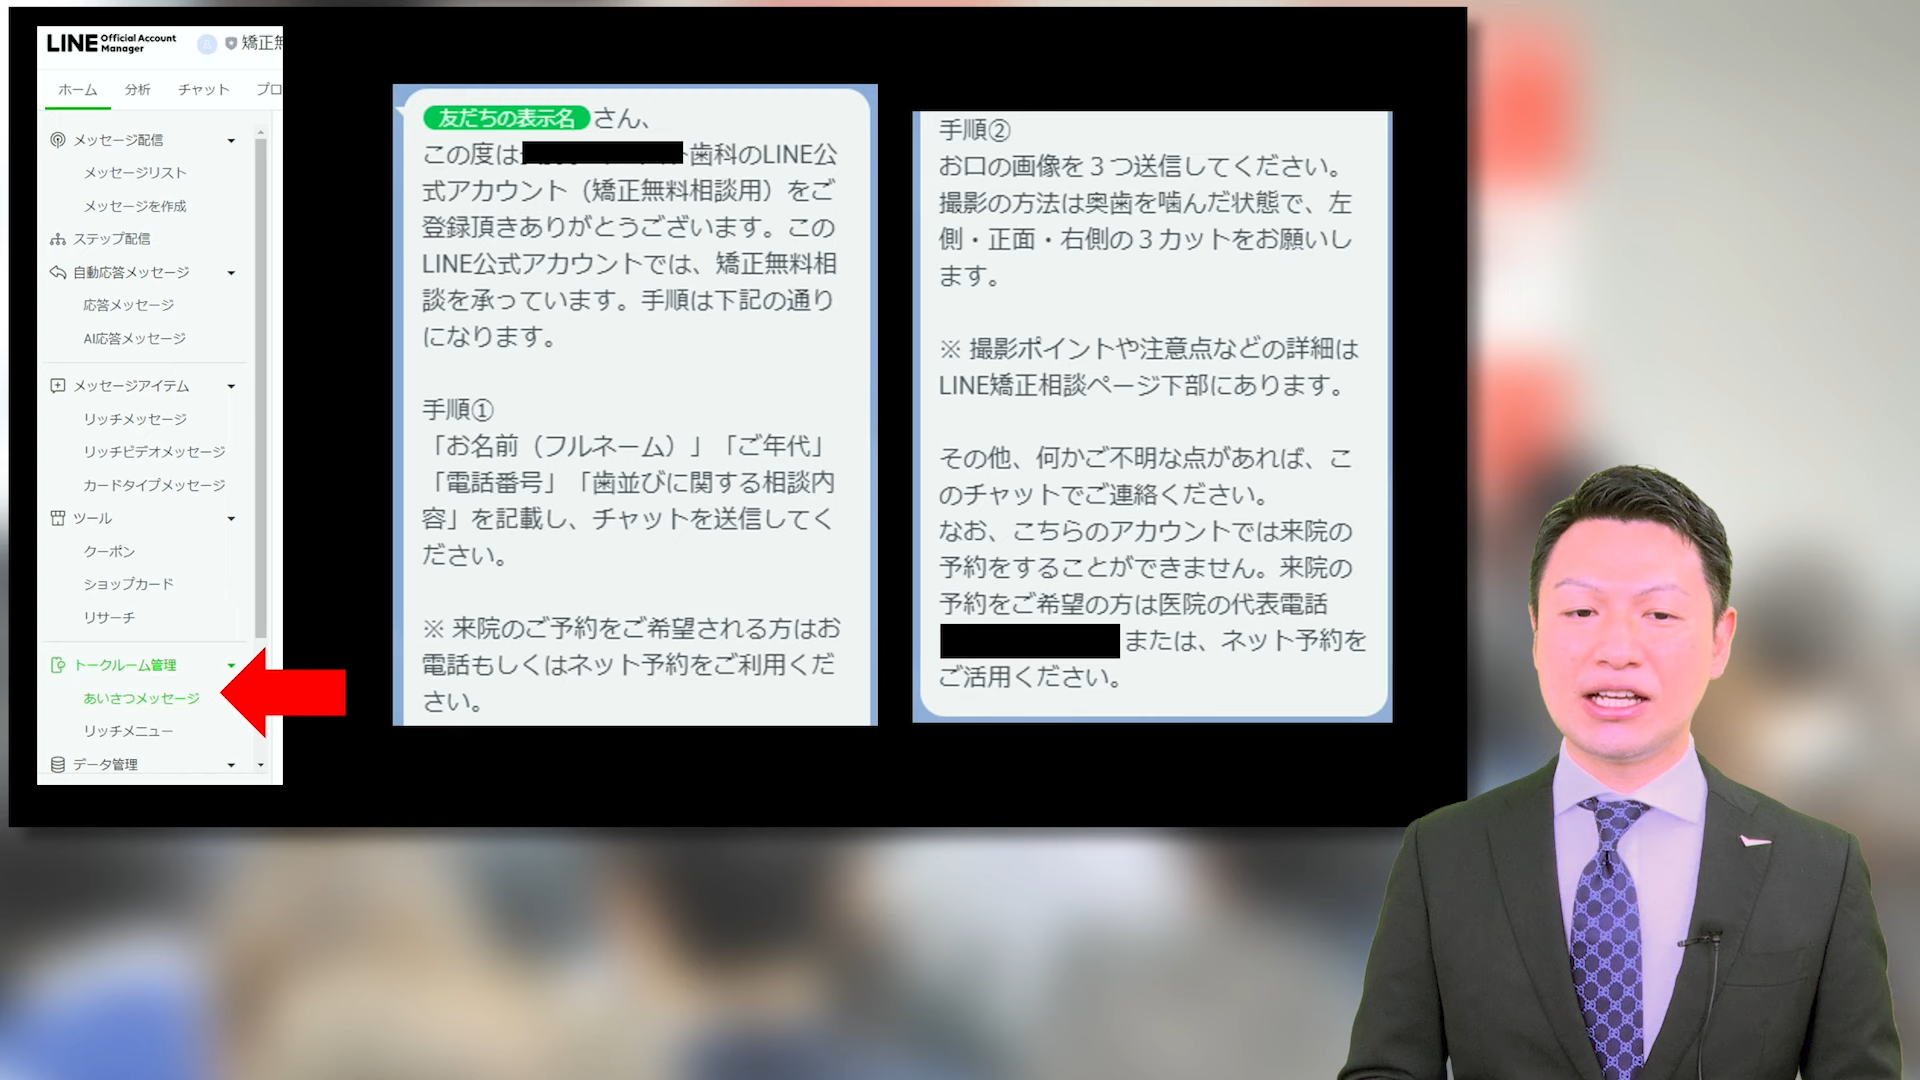 LINE Official Account Manager
矯正無
ホーム 分析 チャット プロ
メッセージ配信
メッセージリスト
メッセージを作成
ステップ配信
自動応答メッセージ
応答メッセージ
AI応答メッセージ
メッセージアイテム
リッチメッセージ
リッチビデオメッセージ
カードタイプメッセージ
ツール
クーポン
ショップカード
リサーチ
トークルーム管理
あいさつメッセージ
リッチメニュー
データ管理
友だちの表示名さん、
この度は歯科のLINE公
式アカウント（矯正無料相談用）をご
登録頂きありがとうございます。この
LINE公式アカウントでは、矯正無料相
談を承っています。手順は下記の通り
になります。
手順①
「お名前（フルネーム）」「ご年代」
「電話番号」「歯並びに関する相談内
容」を記載し、チャットを送信してく
ださい。
※ 来院のご予約をご希望される方はお
電話もしくはネット予約をご利用くだ
さい。
手順②
お口の画像を３つ送信してください。
撮影の方法は奥歯を噛んだ状態で、左
側・正面・右側の３カットをお願いし
ます。
※ 撮影ポイントや注意点などの詳細は
LINE矯正相談ページ下部にあります。
その他、何かご不明な点があれば、こ
のチャットでご連絡ください。
なお、こちらのアカウントでは来院の
予約をすることができません。来院の
予約をご希望の方は医院の代表電話
または、ネット予約を
ご活用ください。